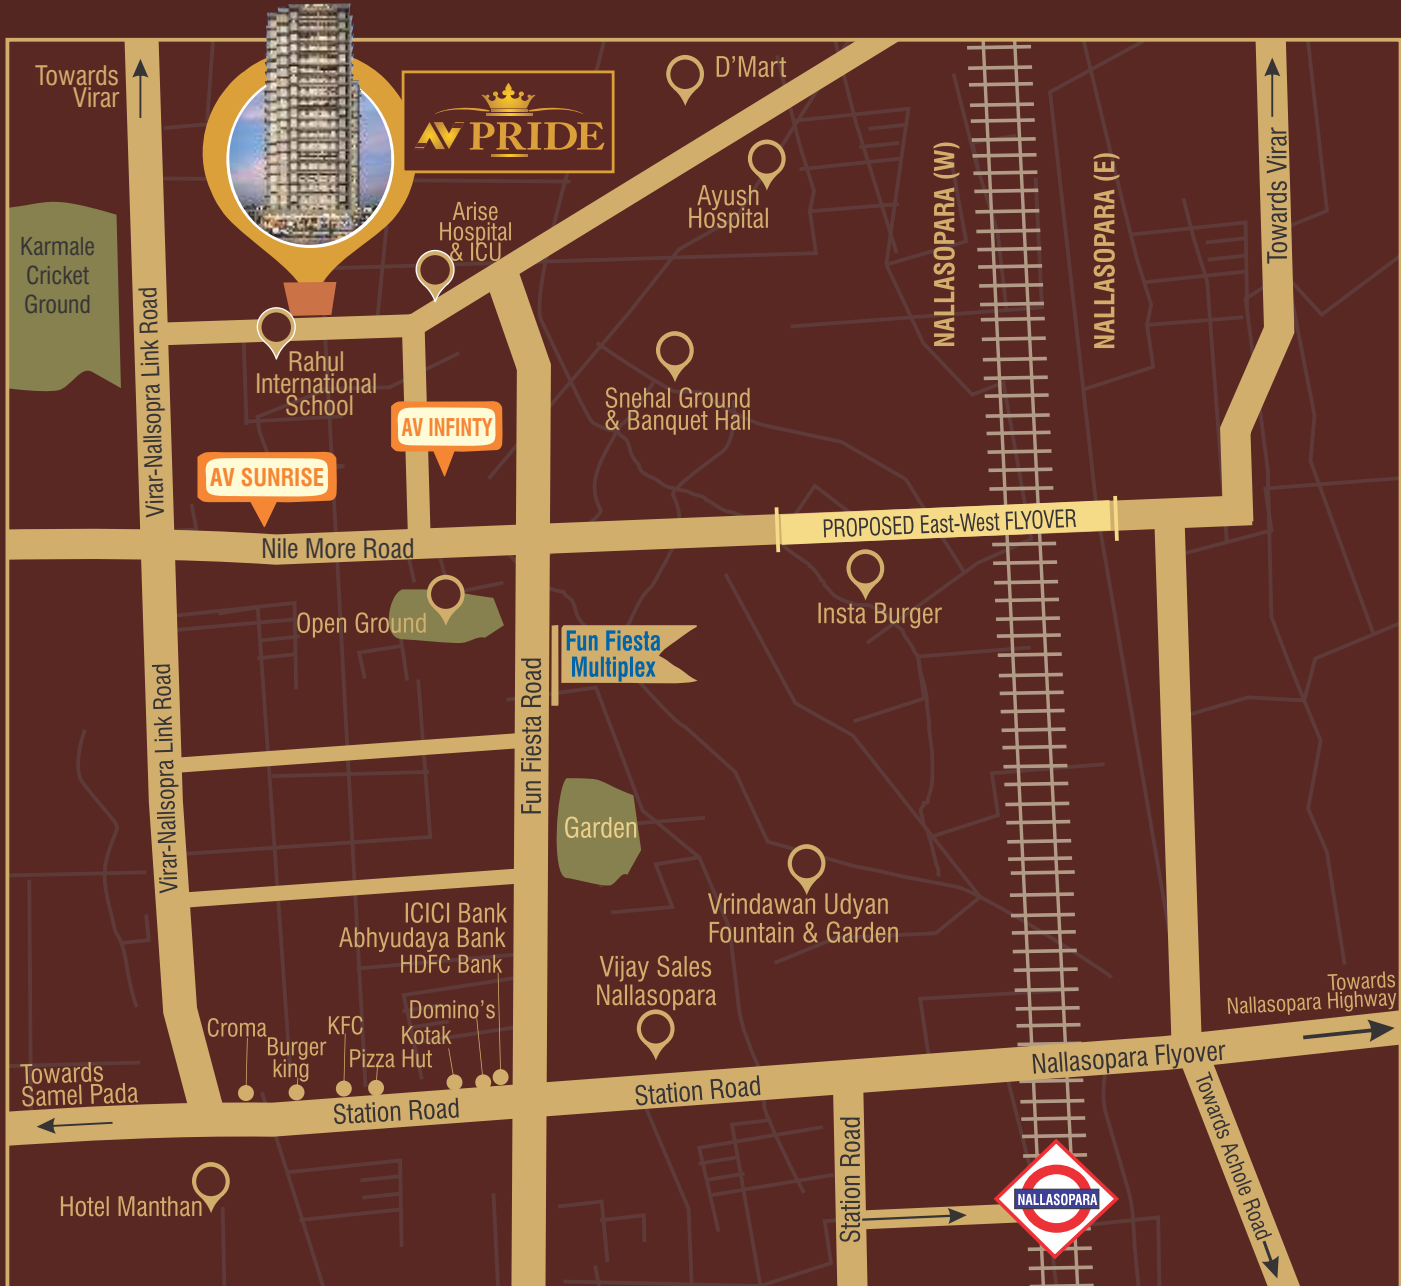 Towards
Virar
AV PRIDE
D'Mart
Ayush
Hospital
Arise
Hospital
& ICU
NALLASOPARA (W)
NALLASOPARA (E)
Towards Virar
Karmale
Cricket
Ground
Virar-Nallsopra Link Road
Rahul
International
School
Snehal Ground
& Banquet Hall
AV INFINTY
AV SUNRISE
Nile More Road
PROPOSED East-West FLYOVER
Insta Burger
Open Ground
Fun Fiesta
Multiplex
Fun Fiesta Road
Virar-Nallsopra Link Road
Garden
Vrindawan Udyan
Fountain & Garden
ICICI Bank
Abhyudaya Bank
HDFC Bank
Vijay Sales
Nallasopara
Domino's
Kotak
KFC
Pizza Hut
Croma
Burger
king
Towards
Nallasopara Highway
Nallasopara Flyover
Towards
Samel Pada
Station Road
Station Road
Station Road
Towards Achole Road
NALLASOPARA
Hotel Manthan